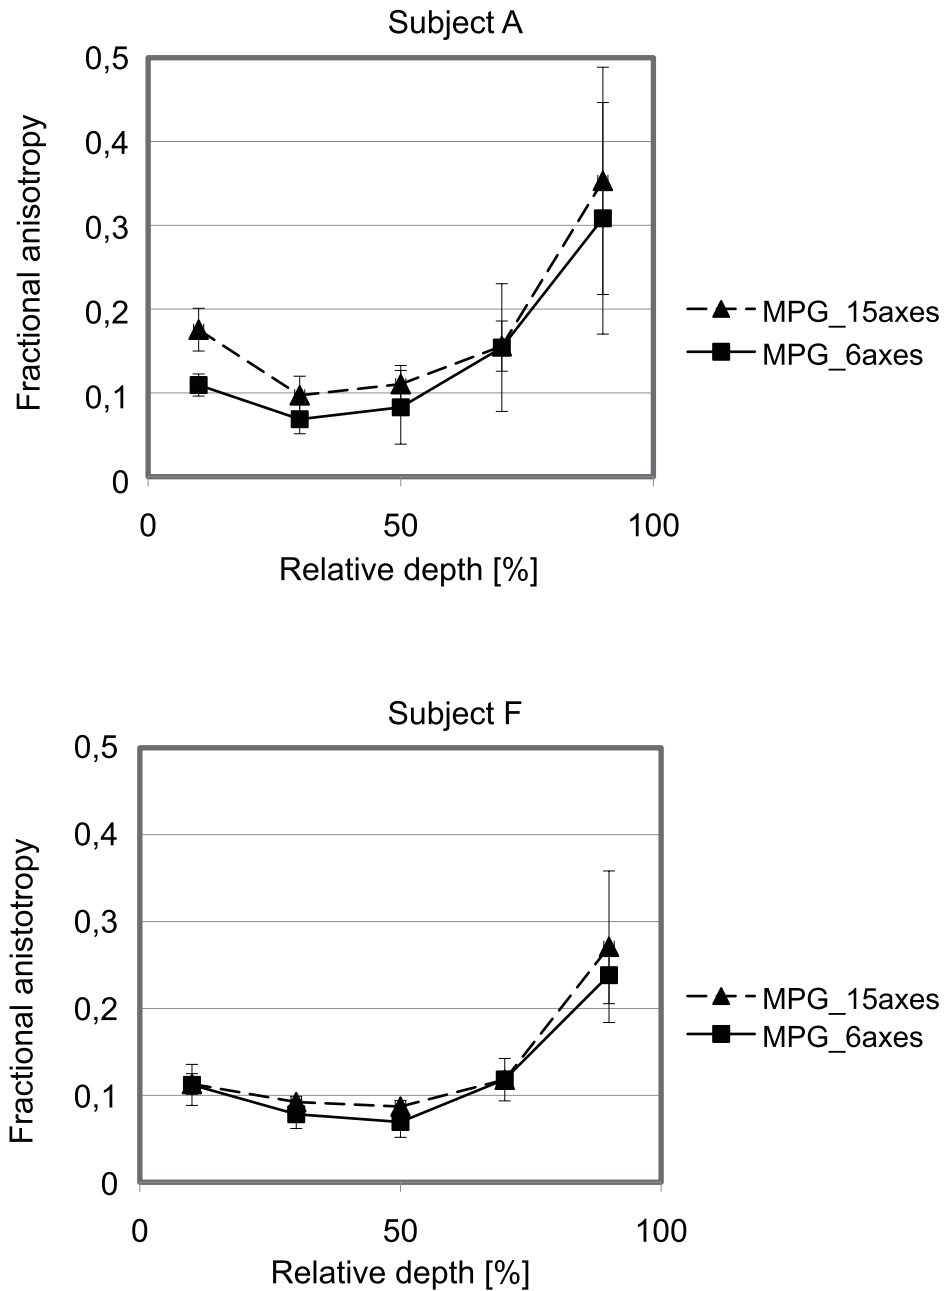 Subject A
0,5
0,4
0,3
0,2
0,1
0
Fractional anisotropy
0 50 100
Relative depth [%]
MPG_15axes
MPG_6axes
Subject F
0,5
0,4
0,3
0,2
0,1
0
Fractional anistotropy
0 50 100
Relative depth [%]
MPG_15axes
MPG_6axes